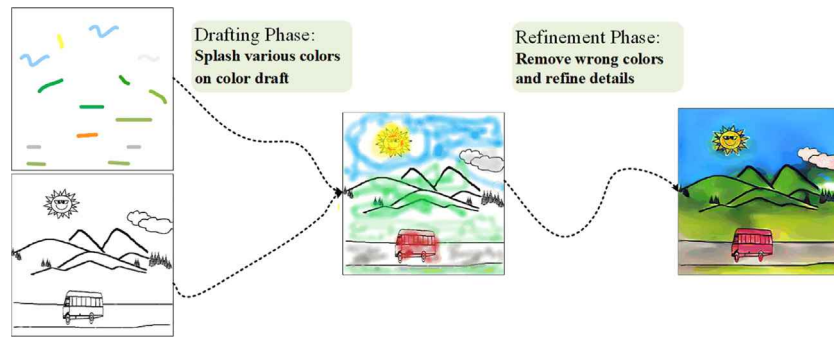 Drafting Phase:
Splash various colors
on color draft
Refinement Phase:
Remove wrong colors
and refine details